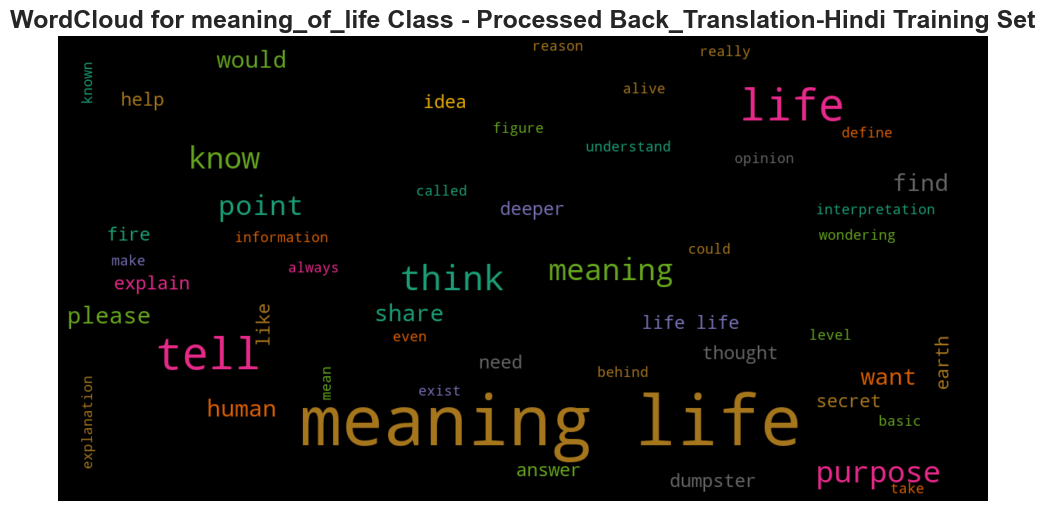 WordCloud for meaning_of_life Class - Processed Back_Translation-Hindi Training Set
reason
really
would
known
help
idea
alive
life
figure
define
understand
know
opinion
find
called
point
deeper
interpretation
fire
information
wondering
could
make
always
think
meaning
explain
please
like
share
life life
even
level
tell
need
thought
earth
mean
behind
want
exist
secret
explanation
human
meaning life
basic
answer
dumpster
purpose
take